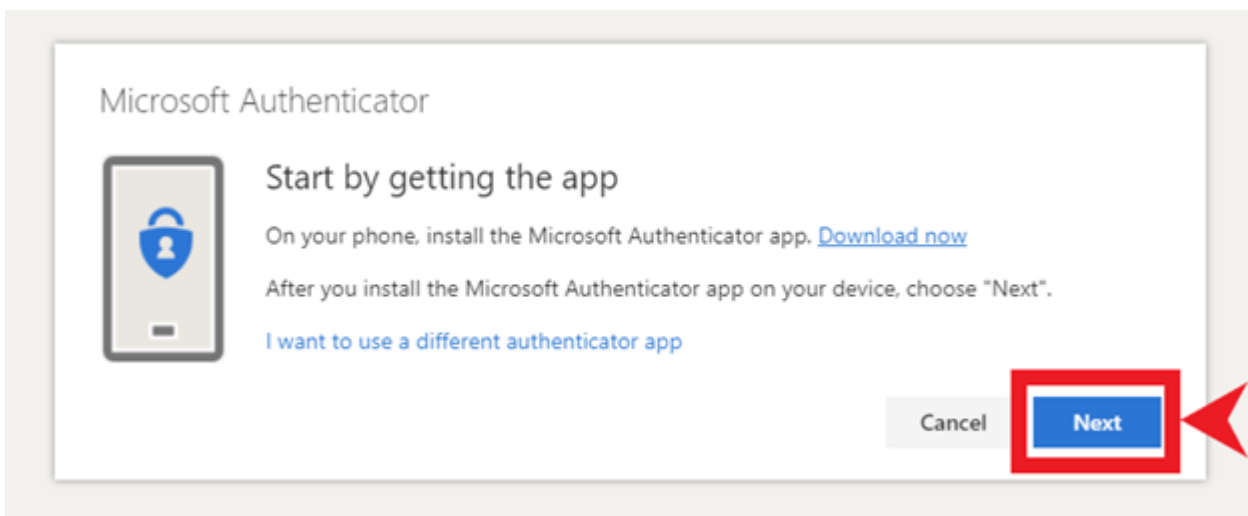 Microsoft Authenticator
Start by getting the app
On your phone, install the Microsoft Authenticator app. Download now
After you install the Microsoft Authenticator app on your device, choose "Next".
I want to use a different authenticator app
Cancel
Next